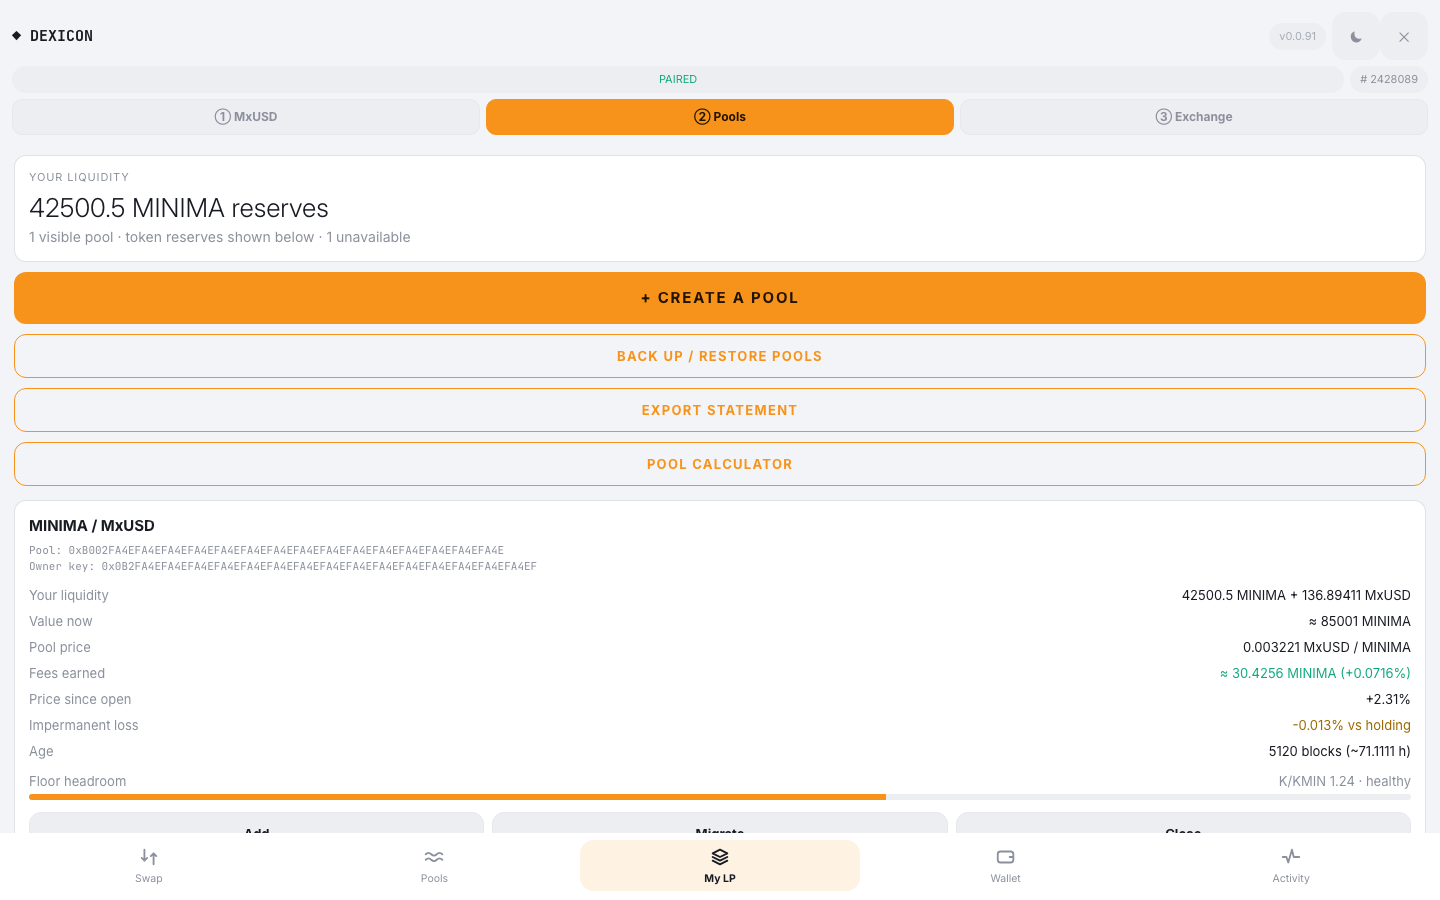 ◆ DEXICON
v0.0.91
PAIRED
# 2428089
① MxUSD
② Pools
③ Exchange
YOUR LIQUIDITY
42500.5 MINIMA reserves
1 visible pool · token reserves shown below · 1 unavailable
+ CREATE A POOL
BACK UP / RESTORE POOLS
EXPORT STATEMENT
POOL CALCULATOR
MINIMA / MxUSD
Pool: 0xB002FA4EFA4EFA4EFA4EFA4EFA4EFA4EFA4EFA4EFA4EFA4EFA4EFA4EFA4EFA4E
Owner key: 0x0B2FA4EFA4EFA4EFA4EFA4EFA4EFA4EFA4EFA4EFA4EFA4EFA4EFA4EFA4EFA4EF
Your liquidity 42500.5 MINIMA + 136.89411 MxUSD
Value now ≈ 85001 MINIMA
Pool price 0.003221 MxUSD / MINIMA
Fees earned ≈ 30.4256 MINIMA (+0.0716%)
Price since open +2.31%
Impermanent loss -0.013% vs holding
Age 5120 blocks (~71.1111 h)
Floor headroom K/KMIN 1.24 · healthy
Add Migrate Close
Swap
Pools
My LP
Wallet
Activity